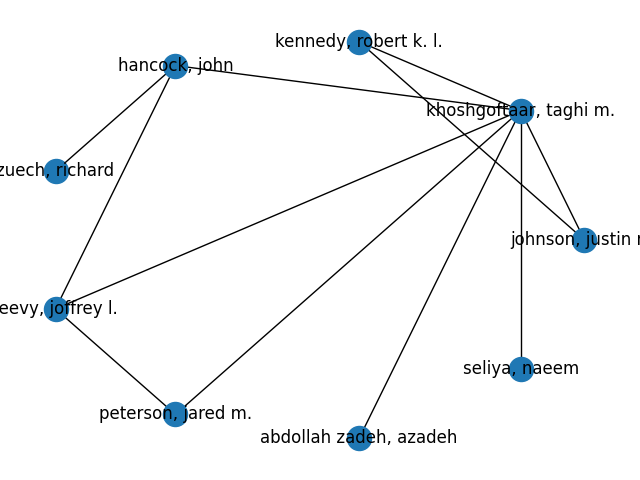 kennedy, robert k. l.
hancock, john
khoshgoftaar, taghi m.
zuech, richard
johnson, justin
eevy, joffrey l.
seliya, naeem
peterson, jared m.
abdollah zadeh, azadeh